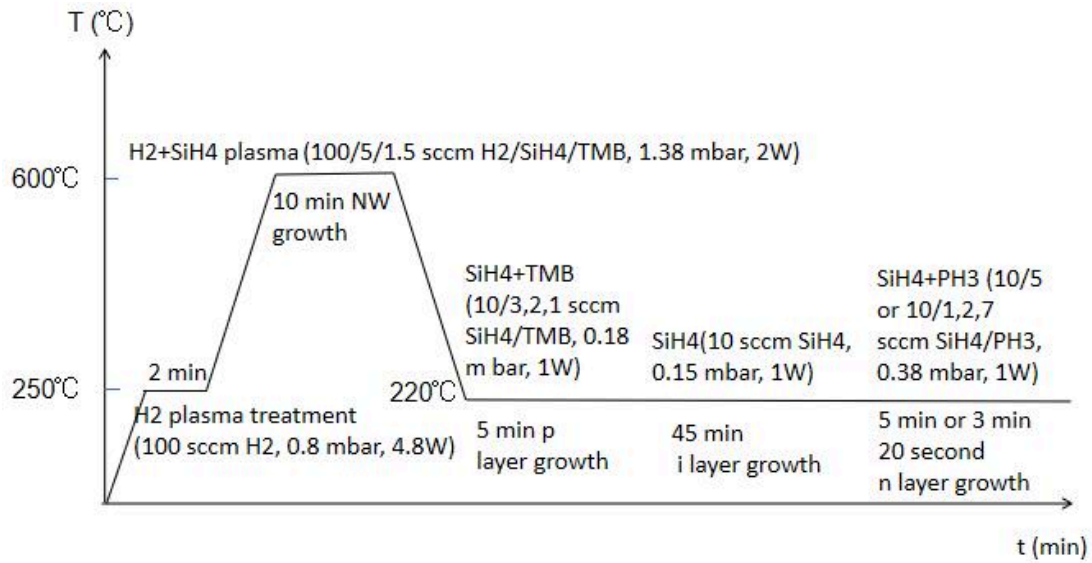 T (℃)
H2+SiH4 plasma (100/5/1.5 sccm H2/SiH4/TMB, 1.38 mbar, 2W)
600℃
10 min NW
growth
SiH4+TMB
(10/3,2,1 sccm
SiH4/TMB, 0.18
m bar, 1W)
SiH4(10 sccm SiH4,
0.15 mbar, 1W)
SiH4+PH3 (10/5
or 10/1,2,7
sccm SiH4/PH3,
0.38 mbar, 1W)
2 min
250℃
220℃
H2 plasma treatment
(100 sccm H2, 0.8 mbar, 4.8W)
5 min p
layer growth
45 min
i layer growth
5 min or 3 min
20 second
n layer growth
t (min)